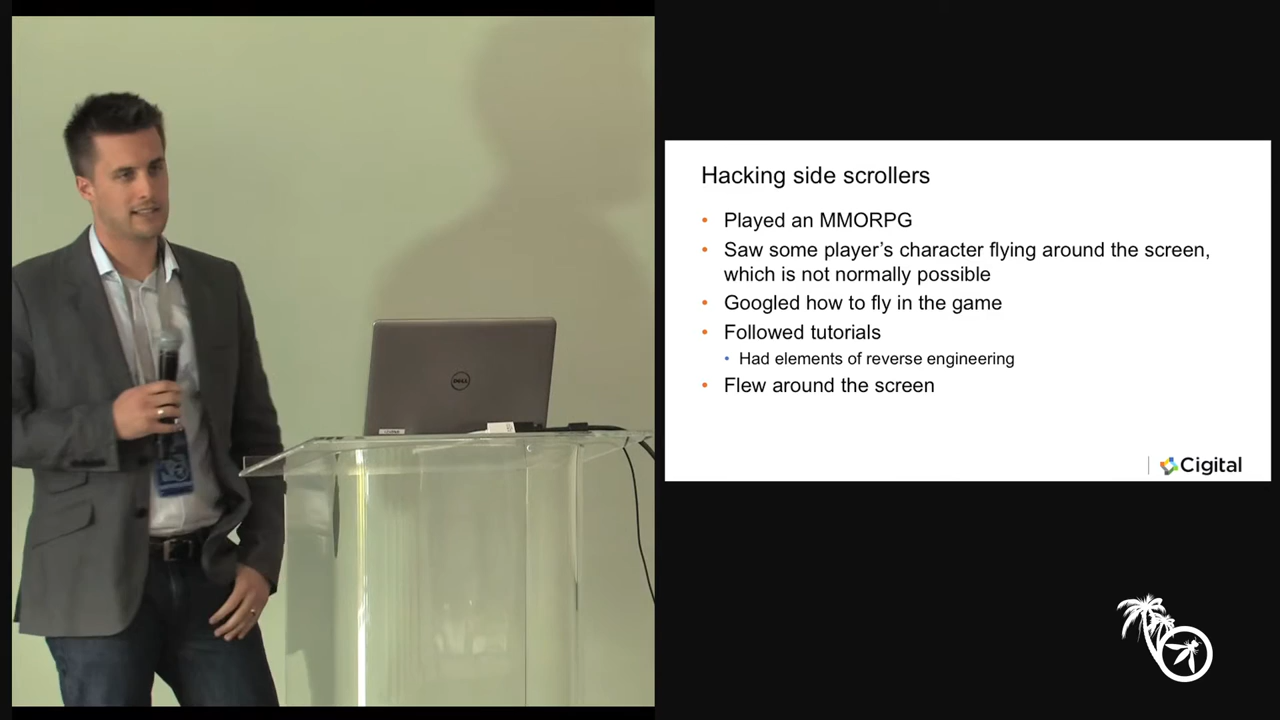 Hacking side scrollers
• Played an MMORPG
• Saw some player's character flying around the screen,
which is not normally possible
• Googled how to fly in the game
• Followed tutorials
• Had elements of reverse engineering
• Flew around the screen
Cigital
DELL